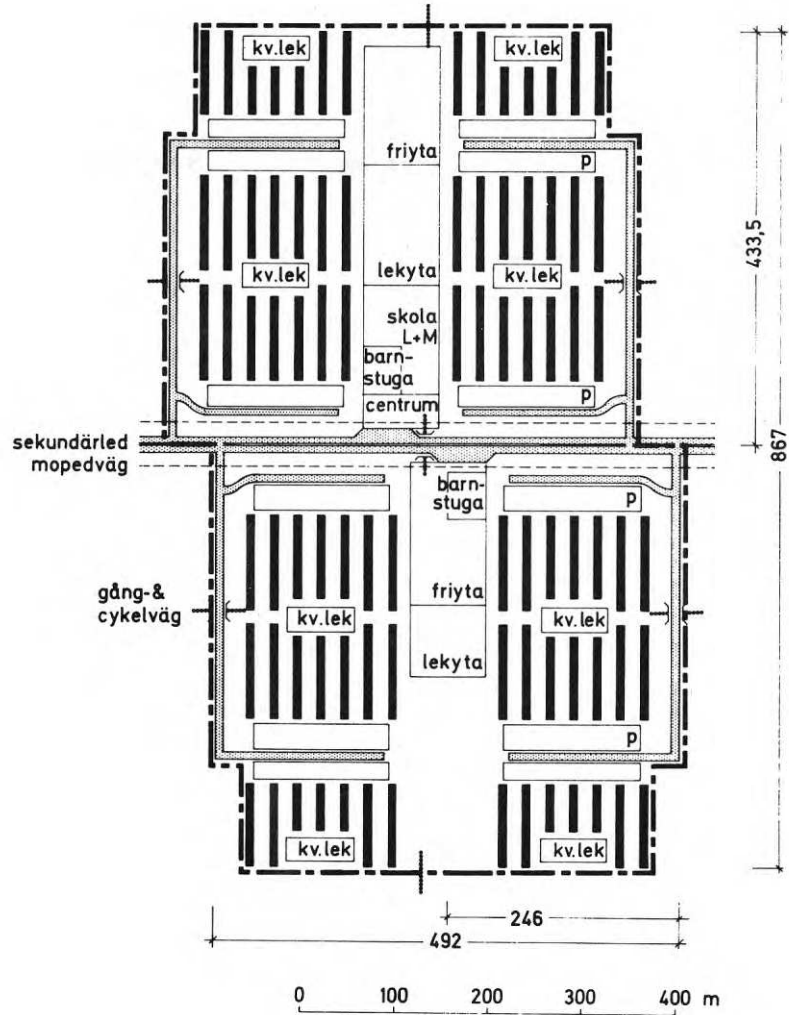 kv.lek
kv.lek
friyta
p
433,5
lekyta
kv.lek
kv.lek
skola
L+M
barn-
stuga
p
centrum
sekundärled
mopedväg
867
barn-
stuga
p
gång- &
cykelväg
friyta
kv.lek
kv.lek
lekyta
p
kv.lek
kv.lek
246
492
0 100 200 300 400 m